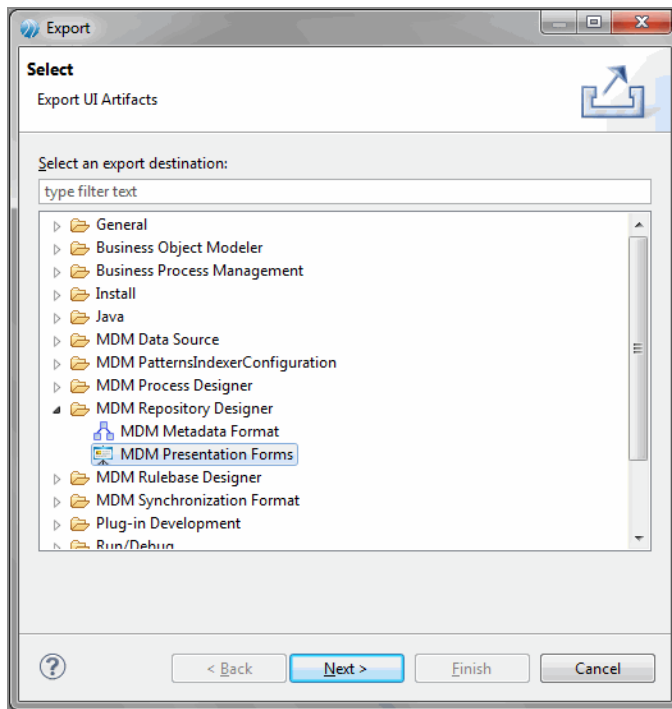 Export
Select
Export UI Artifacts
Select an export destination:
type filter text
General
Business Object Modeler
Business Process Management
Install
Java
MDM Data Source
MDM PatternsIndexerConfiguration
MDM Process Designer
MDM Repository Designer
MDM Metadata Format
MDM Presentation Forms
MDM Rulebase Designer
MDM Synchronization Format
Plug-in Development
Run/Debug
? < Back Next > Finish Cancel